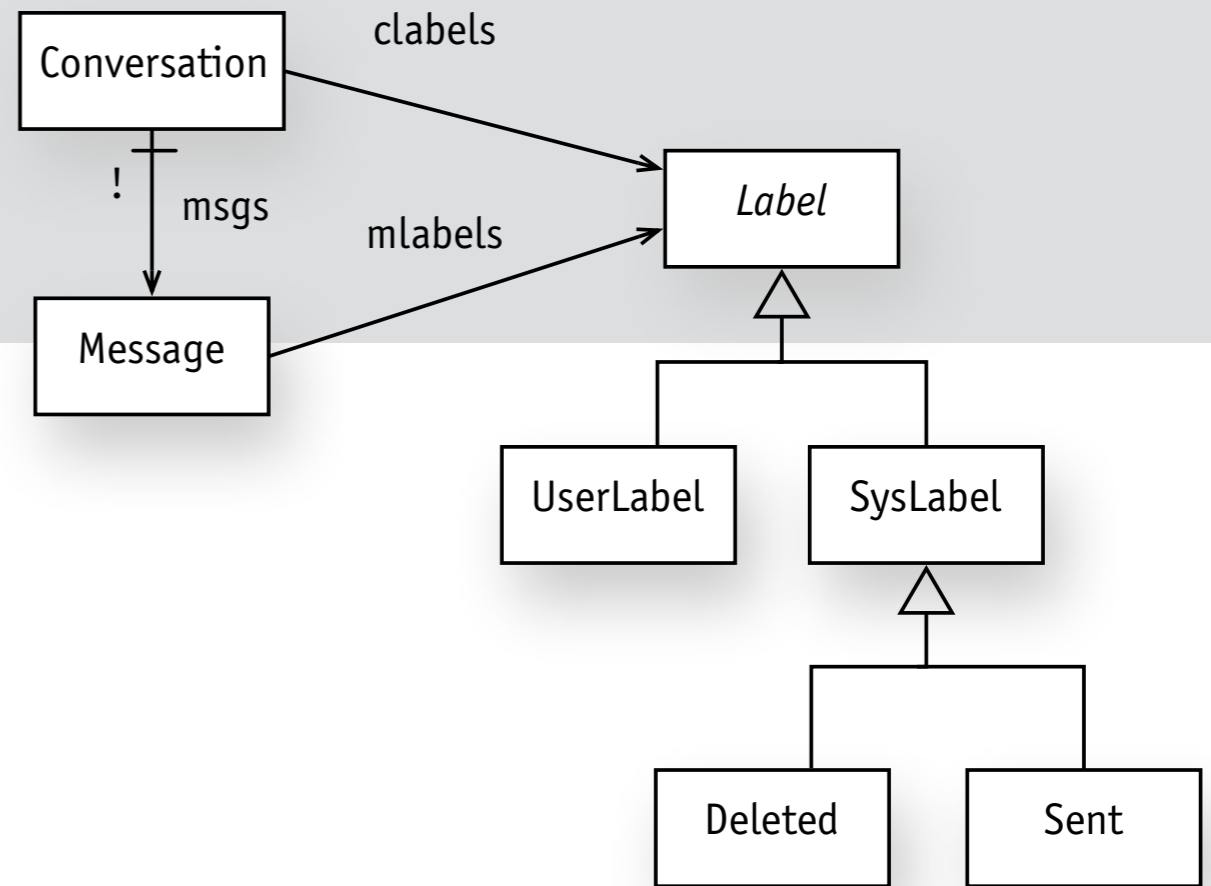 clabels
Conversation
!
msgs
mlabels
Label
Message
UserLabel
SysLabel
Deleted
Sent